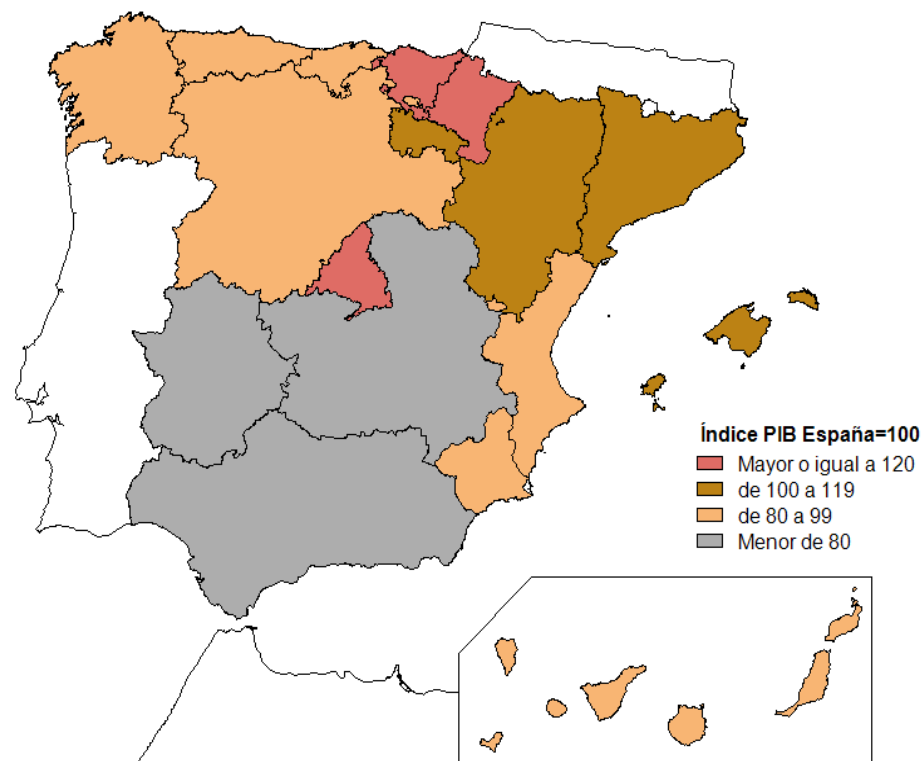 Índice PIB España=100
Mayor o igual a 120
de 100 a 119
de 80 a 99
Menor de 80